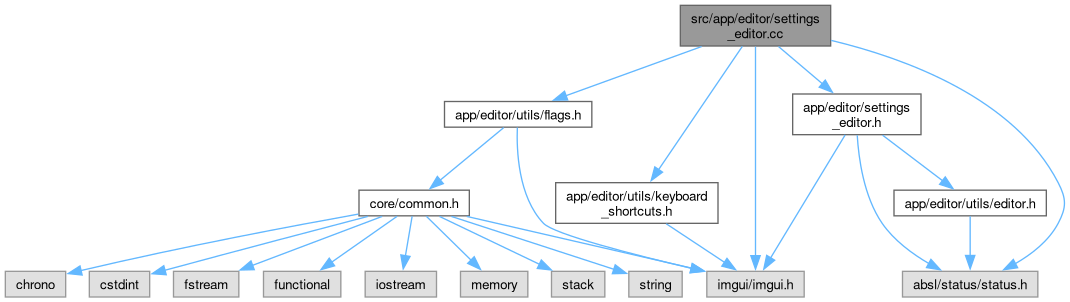 src/app/editor/settings
_editor.cc
app/editor/utils/flags.h
app/editor/settings
_editor.h
core/common.h
app/editor/utils/keyboard
_shortcuts.h
app/editor/utils/editor.h
chrono
cstdint
fstream
functional
iostream
memory
stack
string
imgui/imgui.h
absl/status/status.h